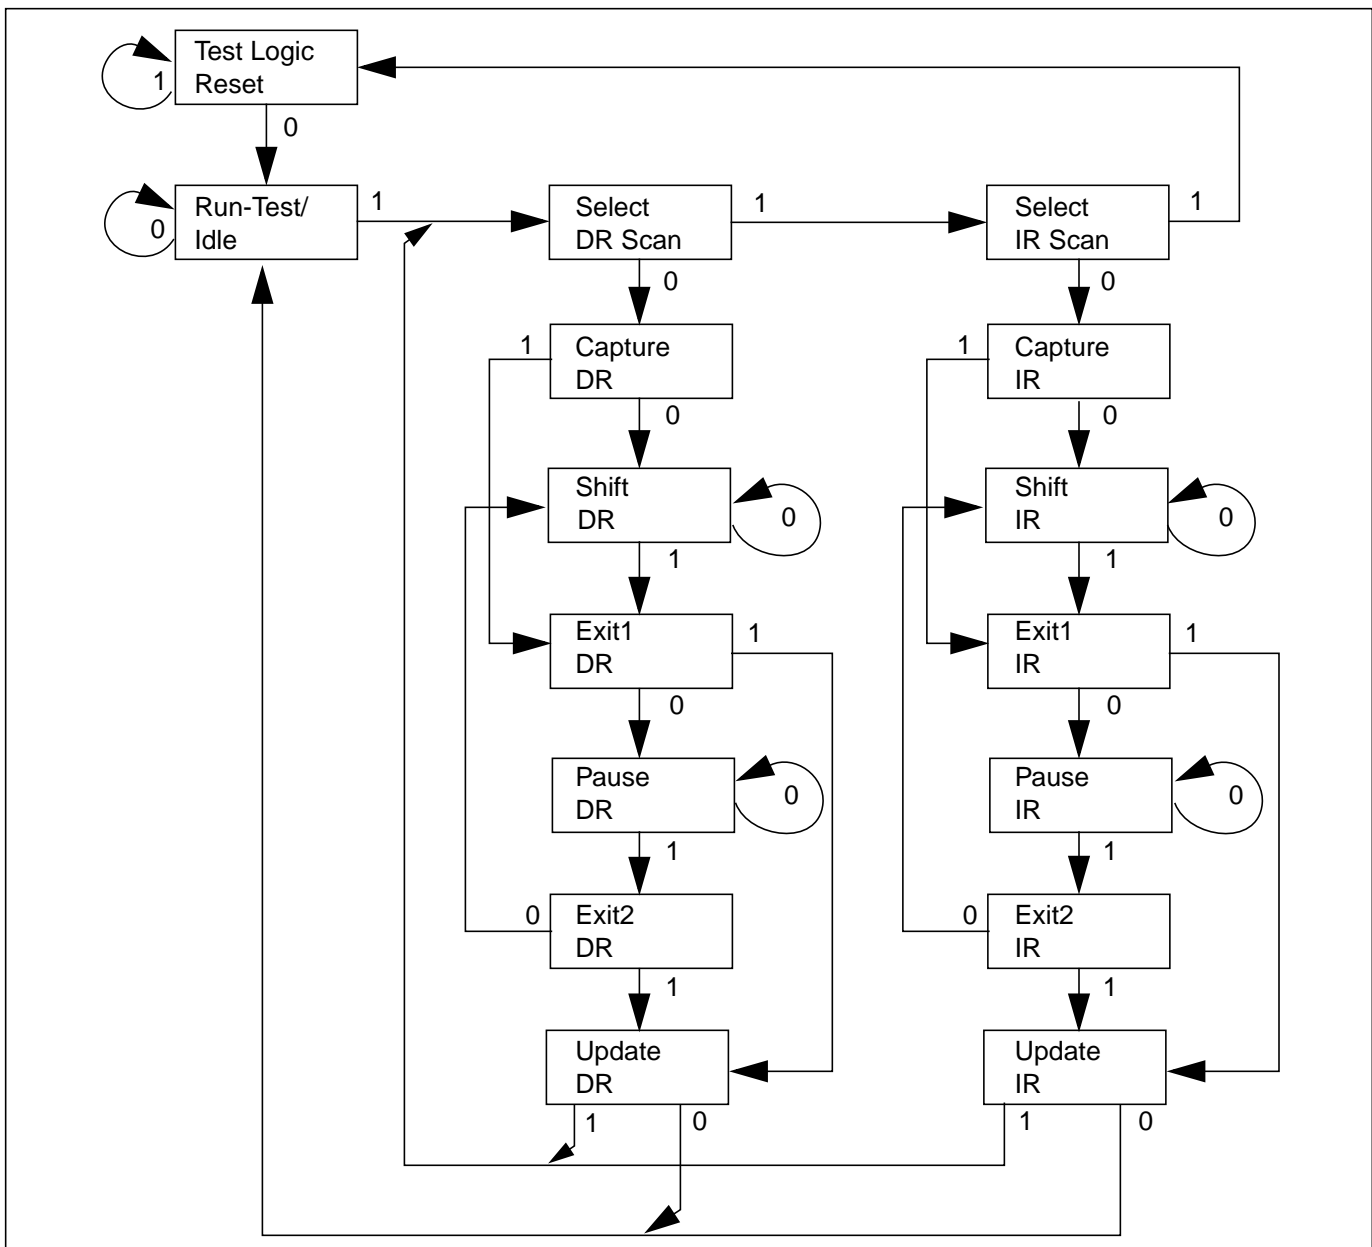 Test Logic
Reset
1
0
Run-Test/
Idle
0
1
Select
DR Scan
1
Select
IR Scan
1
0
0
Capture
DR
1
0
Capture
IR
1
0
Shift
DR
0
1
Shift
IR
0
1
Exit1
DR
1
0
Exit1
IR
1
0
Pause
DR
0
1
Pause
IR
0
1
Exit2
DR
0
1
Exit2
IR
0
1
Update
DR
1
0
Update
IR
1
0